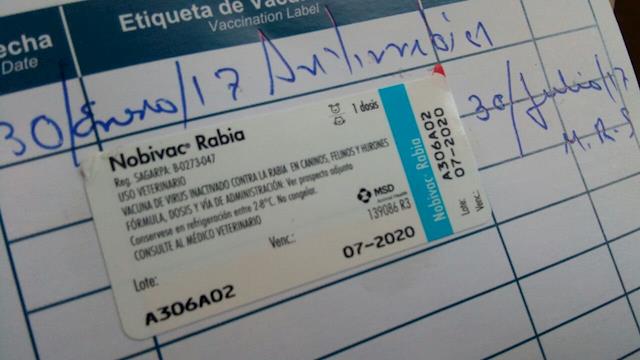 echa
Date
Etiqueta de Vacu
Vaccination Label
30/Enero/17 Antirrabica
30/Julio/17
M.R.S
Nobivac® Rabia
1 dosis
Reg. SAGARPA: B-0273-047
USO VETERINARIO
VACUNA DE VIRUS INACTIVADO CONTRA LA RABIA EN CANINOS, FELINOS Y HURONES
FÓRMULA, DOSIS Y VÍA DE ADMINISTRACIÓN: Ver prospecto adjunto
Consérvese en refrigeración entre 2-8°C. No congelar.
CONSULTE AL MÉDICO VETERINARIO
MSD
Animal Health
139086 R3
Venc.:
07-2020
Lote:
A306A02
Nobivac® Rabia
A306A02
07-2020
Lote:
Venc.: